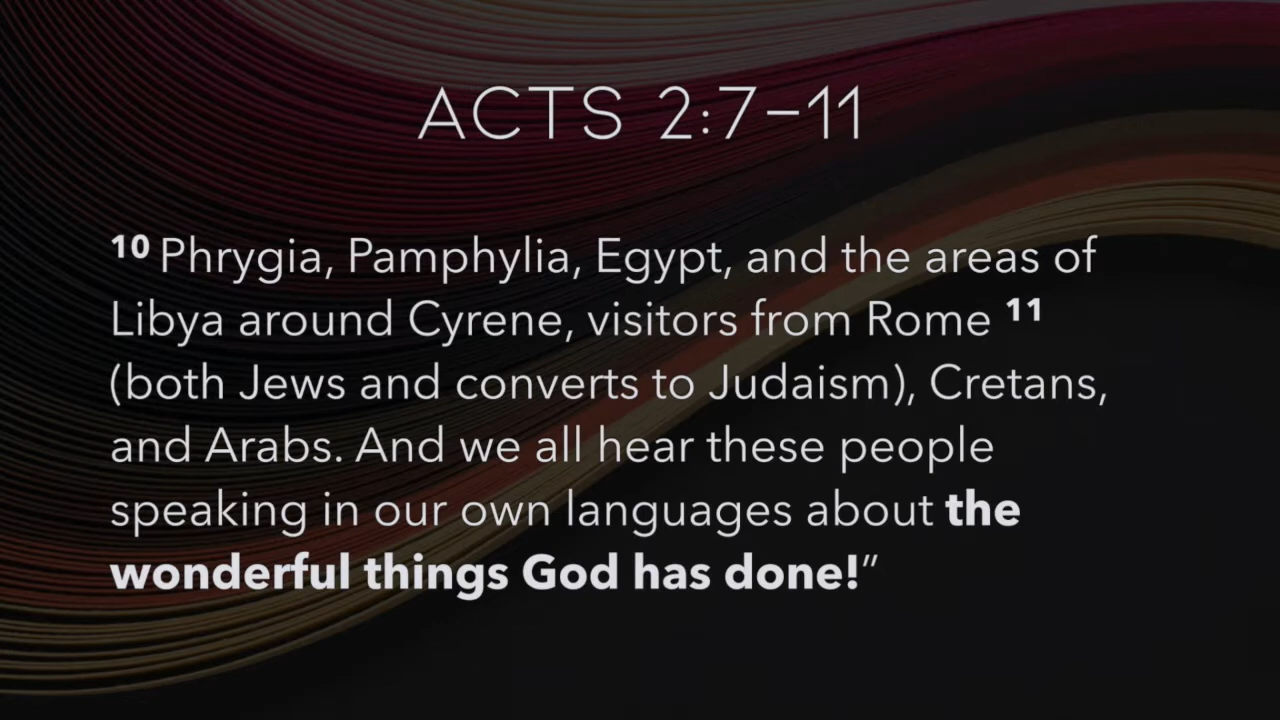 ACTS 2:7–11
10 Phrygia, Pamphylia, Egypt, and the areas of
Libya around Cyrene, visitors from Rome 11
(both Jews and converts to Judaism), Cretans,
and Arabs. And we all hear these people
speaking in our own languages about the
wonderful things God has done!”